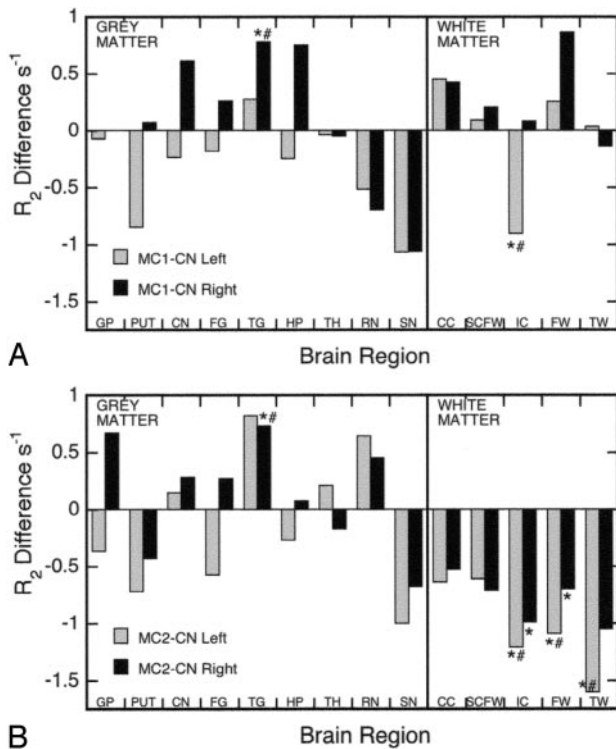 GREY
MATTER
WHITE
MATTER
*#
*#
1
0.5
0
-0.5
-1
-1.5
R2 Difference s-1
MC1-CN Left
MC1-CN Right
GP PUT CN FG TG HP TH RN SN CC SCFW IC FW TW
A
Brain Region
GREY
MATTER
WHITE
MATTER
*#
1
0.5
0
-0.5
-1
-1.5
R2 Difference s-1
MC2-CN Left
MC2-CN Right
* *
*# *#
*#
GP PUT CN FG TG HP TH RN SN CC SCFW IC FW TW
B
Brain Region